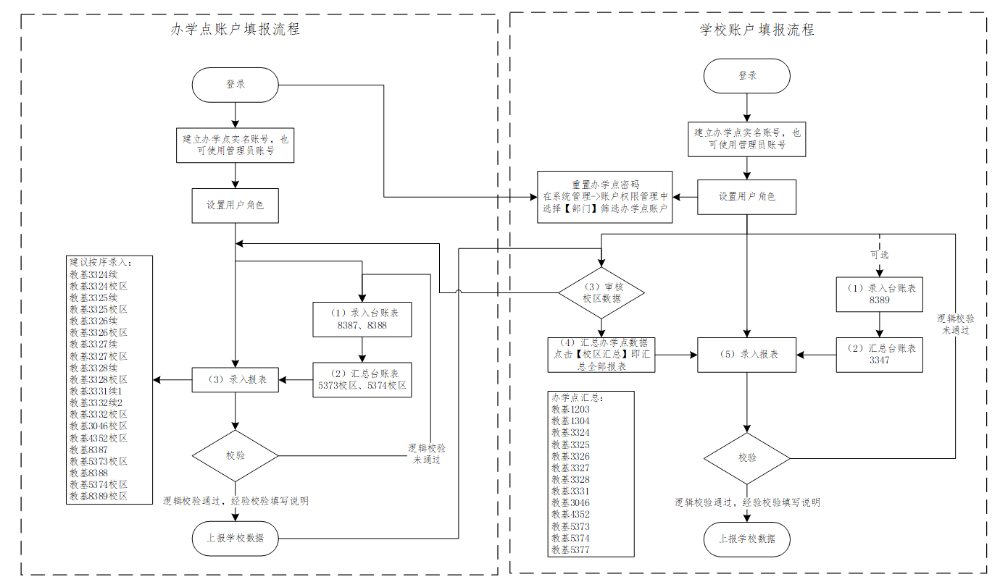 办学点账户填报流程
登录
建立办学点实名账号，也
可使用管理员账号
设置用户角色
建议按序录入：
教基3324续
教基3324校区
教基3325续
教基3325校区
教基3326续
教基3326校区
教基3327续
教基3327校区
教基3328续
教基3328校区
教基3331续1
教基3332续2
教基3332校区
教基3046校区
教基4352校区
教基8387
教基5373校区
教基8388
教基5374校区
教基8389校区
（1）录入台账表
8387、8388
（2）汇总台账表
5373校区、5374校区
（3）录入报表
校验
逻辑校验
未通过
逻辑校验通过，经验校验填写说明
上报学校数据
学校账户填报流程
登录
建立办学点实名账号，也
可使用管理员账号
重置办学点密码
在系统管理->账户权限管理中
选择【部门】筛选办学点账户
设置用户角色
可选
（3）审核
校区数据
（1）录入台账表
8389
逻辑校验
未通过
（4）汇总办学点数据
点击【校区汇总】即汇
总全部报表
（5）录入报表
（2）汇总台账表
3347
办学点汇总：
教基1203
教基1304
教基3324
教基3325
教基3326
教基3327
教基3328
教基3331
教基3046
教基4352
教基5373
教基5374
教基5377
校验
逻辑校验通过，经验校验填写说明
上报学校数据